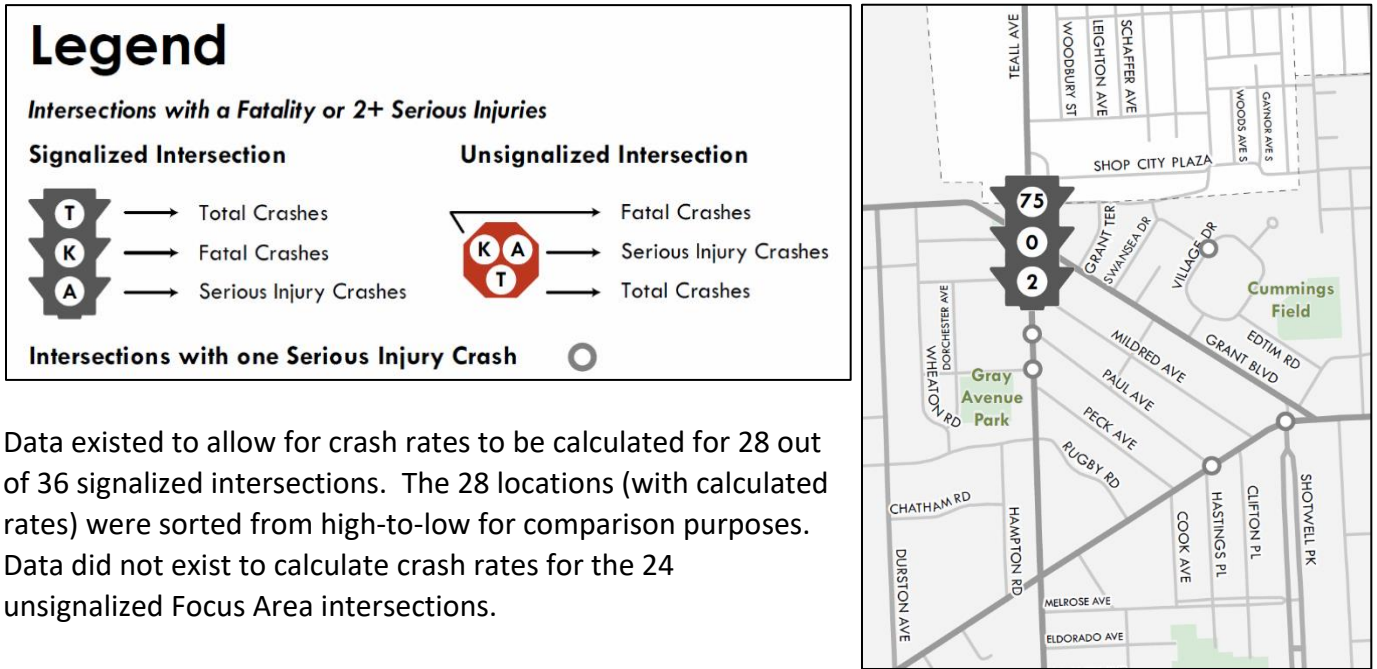 Legend
Intersections with a Fatality or 2+ Serious Injuries
Signalized Intersection
Unsignalized Intersection
T
Total Crashes
K
Fatal Crashes
A
Serious Injury Crashes
Fatal Crashes
K A
Serious Injury Crashes
T
Total Crashes
Intersections with one Serious Injury Crash
Data existed to allow for crash rates to be calculated for 28 out
of 36 signalized intersections. The 28 locations (with calculated
rates) were sorted from high-to-low for comparison purposes.
Data did not exist to calculate crash rates for the 24
unsignalized Focus Area intersections.
TEALL AVE
WOODBURY ST
LEIGHTON AVE
SCHAFFER AVE
WOODS AVE S
GAYNOR AVE S
SHOP CITY PLAZA
75
0
2
GRANT TER
SWANSEA DR
VILLAGE DR
Cummings
Field
DORCHESTER AVE
WHEATON RD
Gray
Avenue
Park
MILDRED AVE
GRANT BLVD
EDTIM RD
PAUL AVE
PECK AVE
RUGBY RD
CHATHAM RD
HAMPTON RD
DURSTON AVE
COOK AVE
HASTINGS PL
CLIFTON PL
SHOTWELL PK
MELROSE AVE
ELDORADO AVE